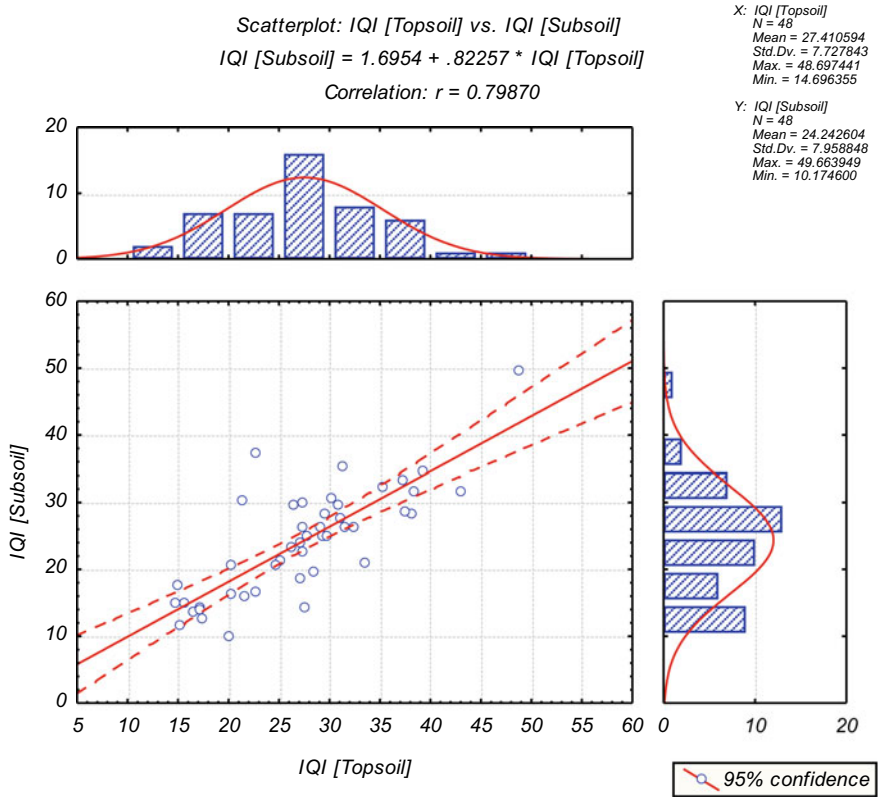 Scatterplot: IQI [Topsoil] vs. IQI [Subsoil]
IQI [Subsoil] = 1.6954 + .82257 * IQI [Topsoil]
Correlation: r = 0.79870
X: IQI [Topsoil]
N = 48
Mean = 27.410594
Std.Dv. = 7.727843
Max. = 48.697441
Min. = 14.696355
Y: IQI [Subsoil]
N = 48
Mean = 24.242604
Std.Dv. = 7.958848
Max. = 49.663949
Min. = 10.174600
20
10
0
60
50
40
30
20
10
0
IQI [Subsoil]
5 10 15 20 25 30 35 40 45 50 55 60
IQI [Topsoil]
0 10 20
95% confidence